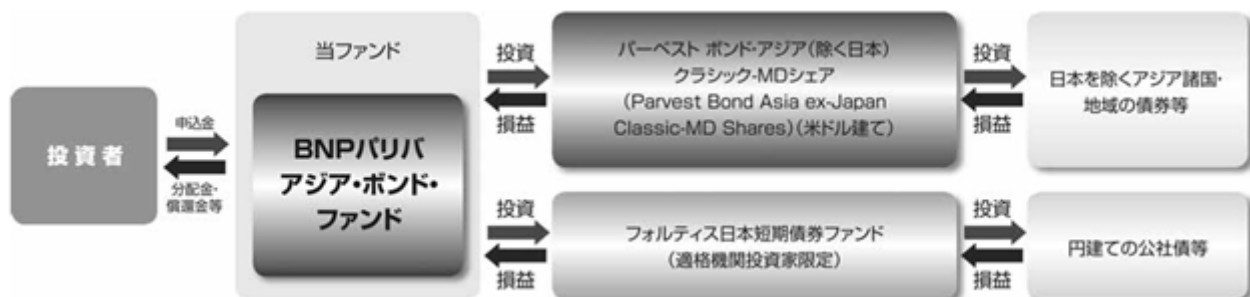 投資者
申込金
分配金・
償還金等
当ファンド
BNPパリバ
アジア・ボンド・
ファンド
投資
損益
パーベスト ボンド・アジア(除く日本)
クラシック-MDシェア
(Parvest Bond Asia ex-Japan
Classic-MD Shares)(米ドル建て)
投資
損益
日本を除くアジア諸国・
地域の債券等
投資
損益
フォルティス日本短期債券ファンド
(適格機関投資家限定)
投資
損益
円建ての公社債等